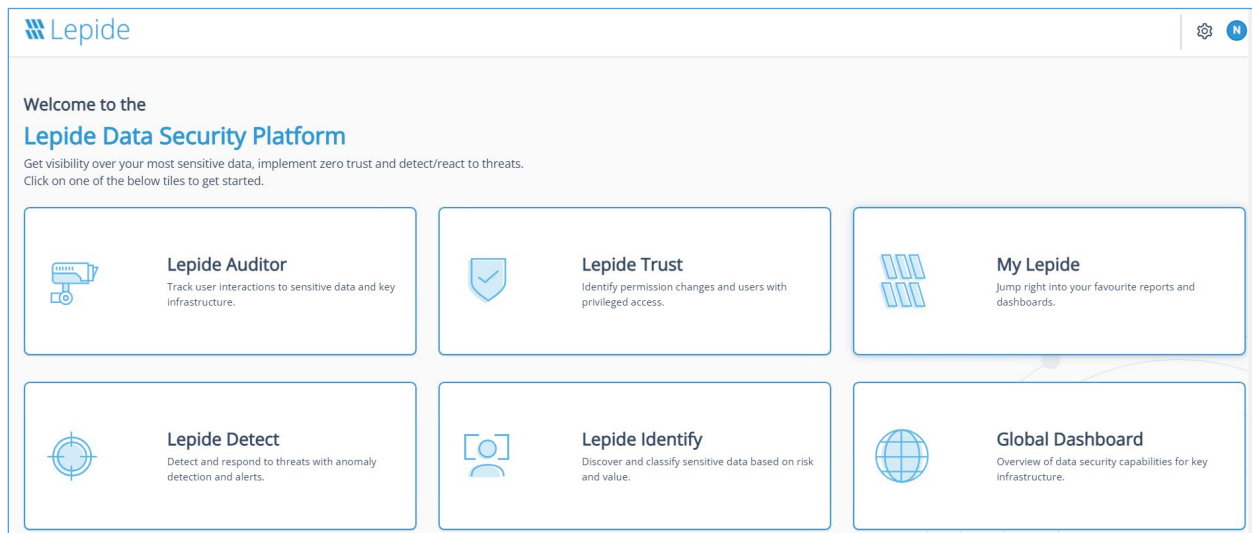 Lepide
N
Welcome to the
Lepide Data Security Platform
Get visibility over your most sensitive data, implement zero trust and detect/react to threats.
Click on one of the below tiles to get started.
Lepide Auditor
Track user interactions to sensitive data and key
infrastructure.
Lepide Trust
Identify permission changes and users with
privileged access.
My Lepide
Jump right into your favourite reports and
dashboards.
Lepide Detect
Detect and respond to threats with anomaly
detection and alerts.
Lepide Identify
Discover and classify sensitive data based on risk
and value.
Global Dashboard
Overview of data security capabilities for key
infrastructure.